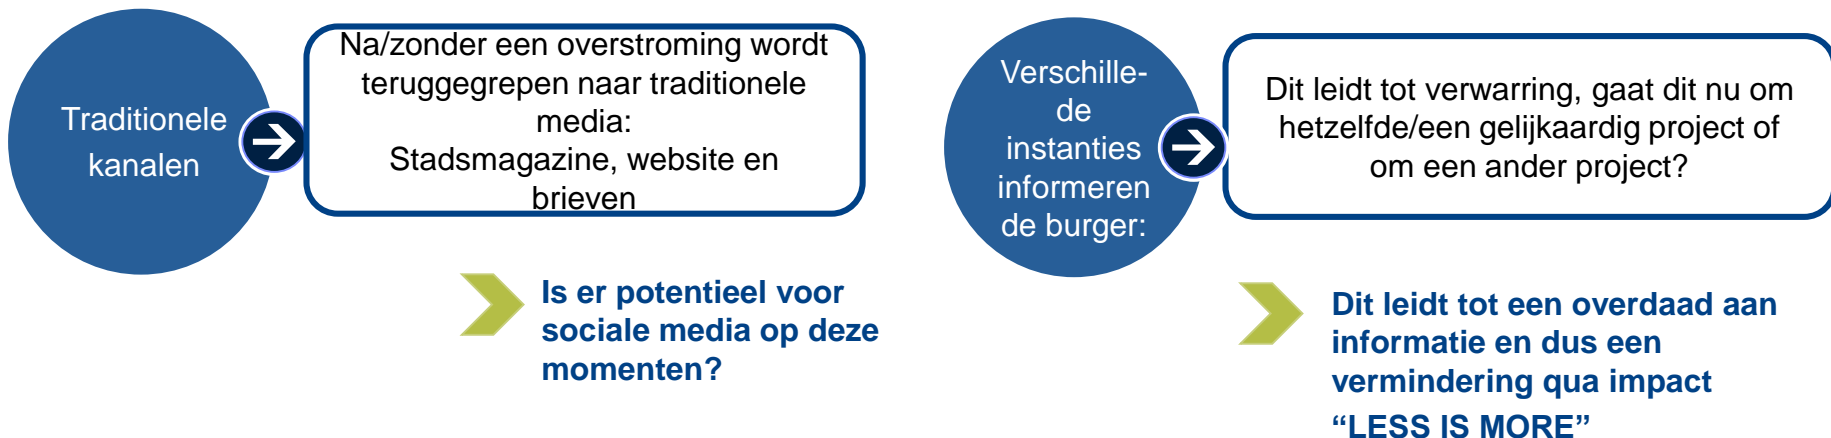 Traditionele
kanalen
Na/zonder een overstroming wordt
teruggegrepen naar traditionele
media:
Stadsmagazine, website en
brieven
Is er potentieel voor
sociale media op deze
momenten?
Verschille-
de
instanties
informeren
de burger:
Dit leidt tot verwarring, gaat dit nu om
hetzelfde/een gelijkaardig project of
om een ander project?
Dit leidt tot een overdaad aan
informatie en dus een
vermindering qua impact
“LESS IS MORE”